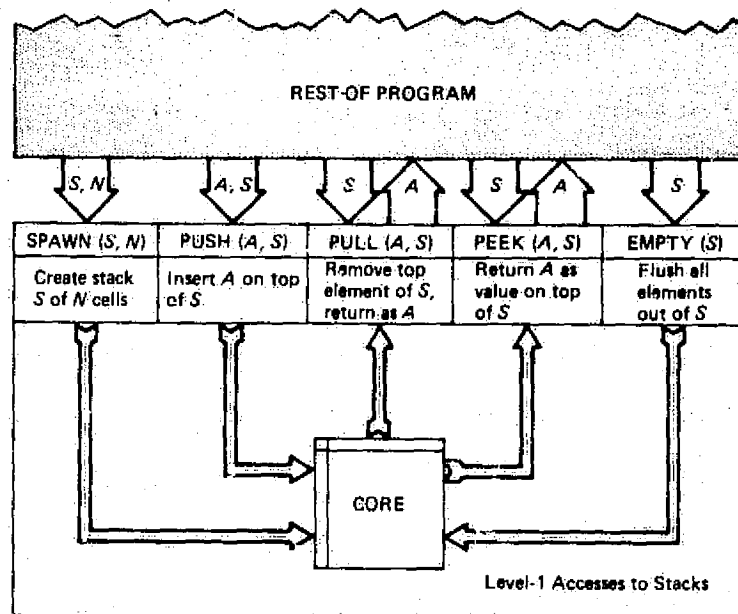 REST OF PROGRAM
S, N
A, S
S
A
S
A
S
SPAWN (S, N)
PUSH (A, S)
PULL (A, S)
PEEK (A, S)
EMPTY (S)
Create stack
S of N cells
Insert A on top
of S
Remove top
element of S,
return as A
Return A as
value on top
of S
Flush all
elements
out of S
CORE
Level-1 Accesses to Stacks